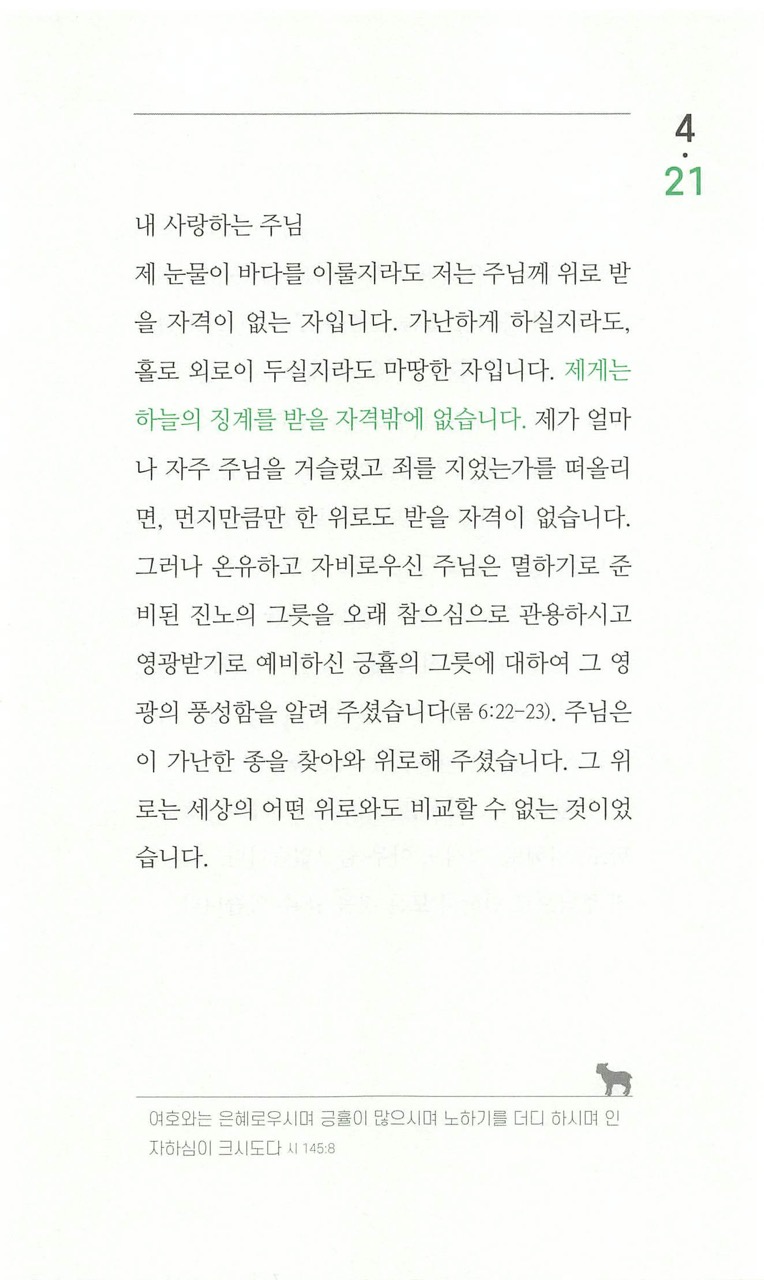 4
·
21
내 사랑하는 주님
제 눈물이 바다를 이룰지라도 저는 주님께 위로 받
을 자격이 없는 자입니다. 가난하게 하실지라도,
홀로 외로이 두실지라도 마땅한 자입니다. 제게는
하늘의 징계를 받을 자격밖에 없습니다. 제가 얼마
나 자주 주님을 거슬렀고 죄를 지었는가를 떠올리
면, 먼지만큼만 한 위로도 받을 자격이 없습니다.
그러나 온유하고 자비로우신 주님은 멸하기로 준
비된 진노의 그릇을 오래 참으심으로 관용하시고
영광받기로 예비하신 긍휼의 그릇에 대하여 그 영
광의 풍성함을 알려 주셨습니다(롬 6:22-23). 주님은
이 가난한 종을 찾아와 위로해 주셨습니다. 그 위
로는 세상의 어떤 위로와도 비교할 수 없는 것이었
습니다.
여호와는 은혜로우시며 긍휼이 많으시며 노하기를 더디 하시며 인
자하심이 크시도다 시 145:8